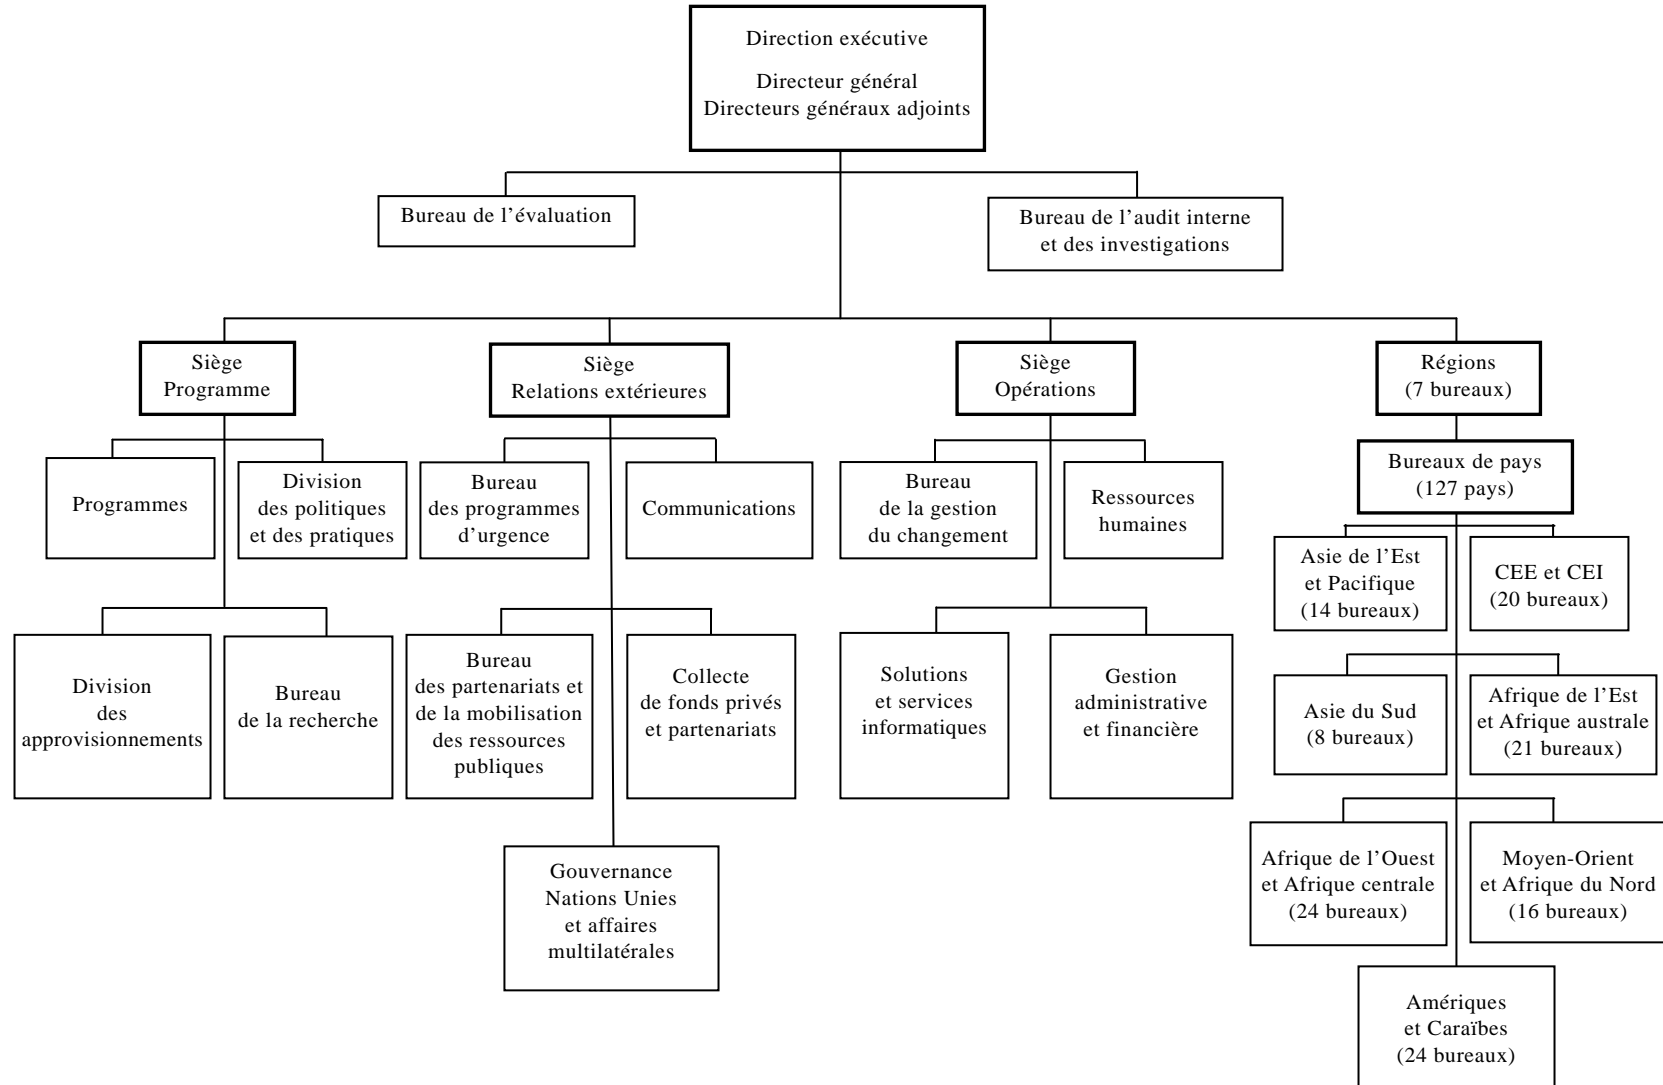 Direction exécutive
Directeur général
Directeurs généraux adjoints
Bureau de l’évaluation
Bureau de l’audit interne
et des investigations
Siège
Programme
Siège
Relations extérieures
Siège
Opérations
Régions
(7 bureaux)
Programmes
Division
des politiques
et des pratiques
Bureau
des programmes
d’urgence
Communications
Bureau
de la gestion
du changement
Ressources
humaines
Bureaux de pays
(127 pays)
Asie de l’Est
et Pacifique
(14 bureaux)
CEE et CEI
(20 bureaux)
Division
des
approvisionnements
Bureau
de la recherche
Bureau
des partenariats et
de la mobilisation
des ressources
publiques
Collecte
de fonds privés
et partenariats
Solutions
et services
informatiques
Gestion
administrative
et financière
Asie du Sud
(8 bureaux)
Afrique de l’Est
et Afrique australe
(21 bureaux)
Gouvernance
Nations Unies
et affaires
multilatérales
Afrique de l’Ouest
et Afrique centrale
(24 bureaux)
Moyen-Orient
et Afrique du Nord
(16 bureaux)
Amériques
et Caraïbes
(24 bureaux)